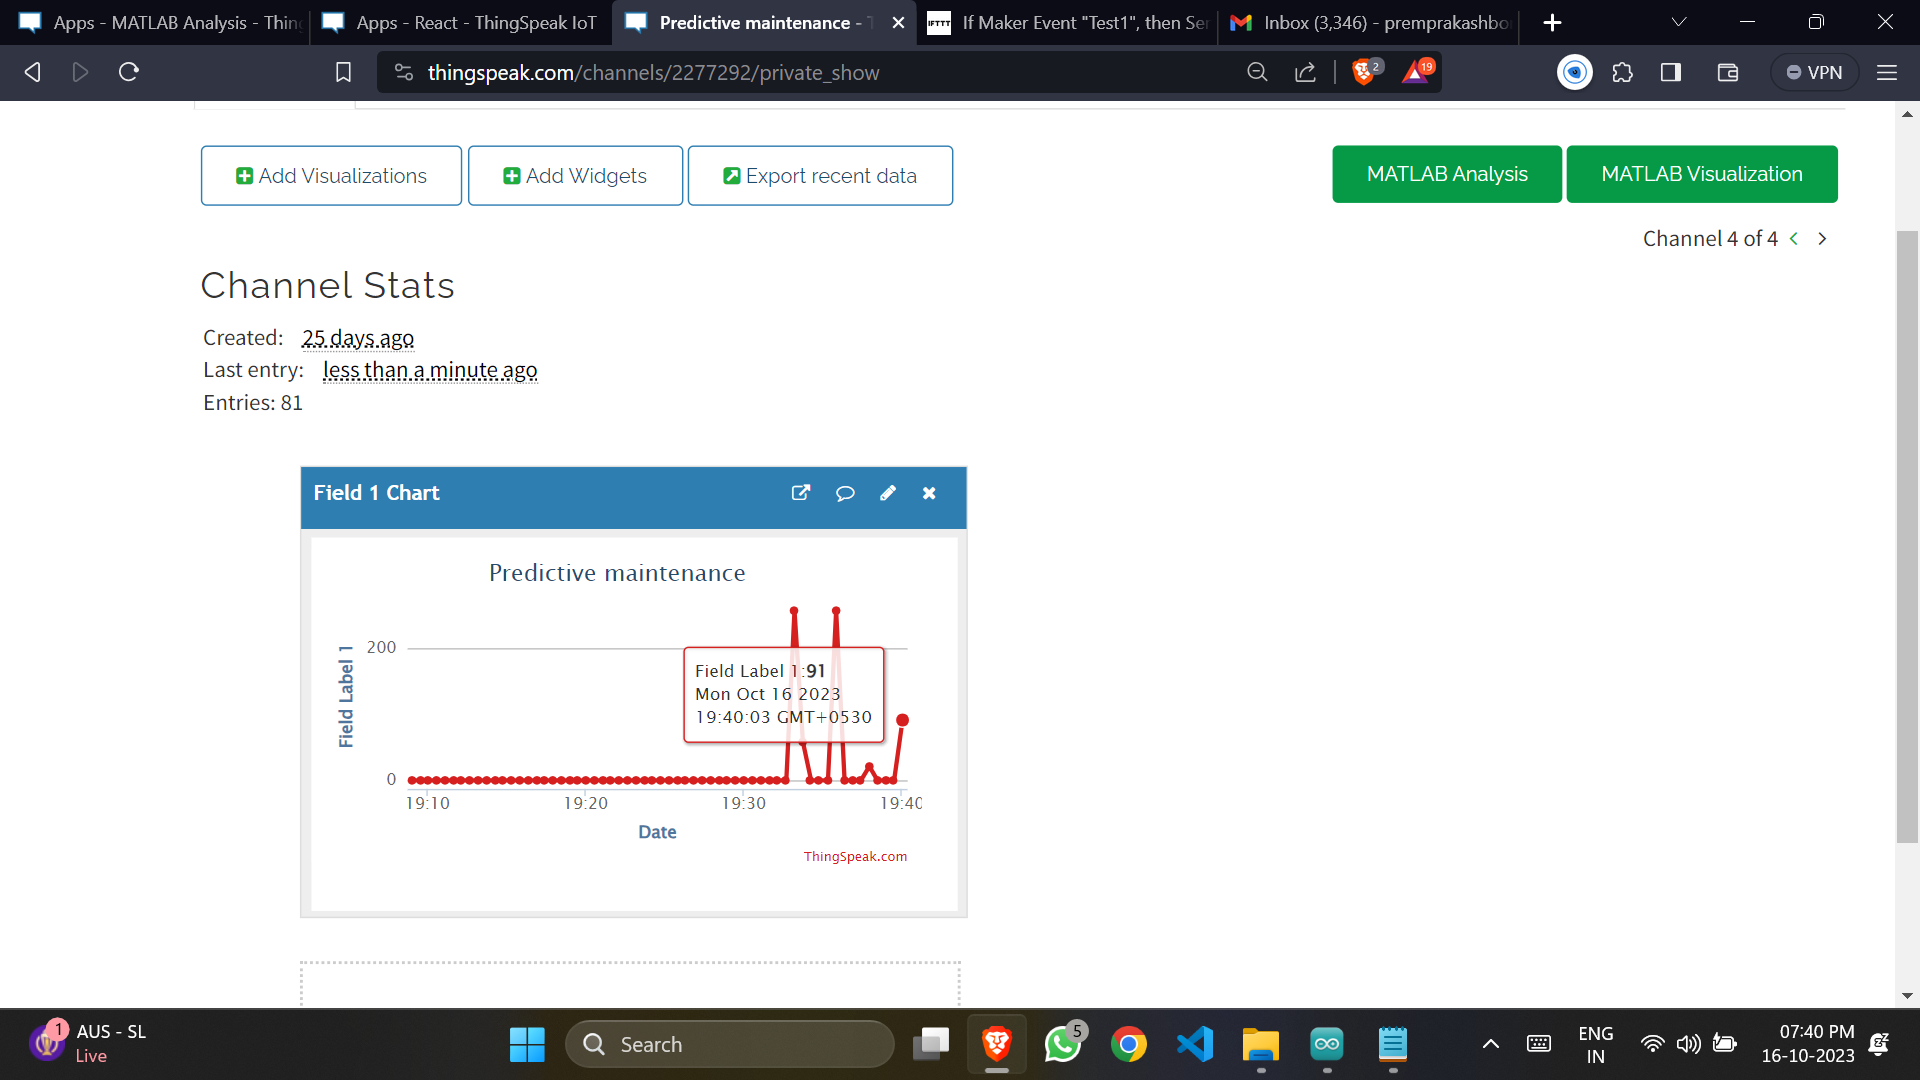 Apps - MATLAB Analysis - Thin
Apps - React - ThingSpeak IoT
Predictive maintenance - T
IFTTT
If Maker Event "Test1", then Se
Inbox (3,346) - premprakashbo
thingspeak.com/channels/2277292/private_show
2
19
VPN
Add Visualizations
Add Widgets
Export recent data
MATLAB Analysis
MATLAB Visualization
Channel 4 of 4
Channel Stats
Created: 25 days ago
Last entry: less than a minute ago
Entries: 81
Field 1 Chart
Predictive maintenance
Field Label 1
200
0
Field Label 1:91
Mon Oct 16 2023
19:40:03 GMT+0530
19:10
19:20
19:30
19:40
Date
ThingSpeak.com
1
AUS - SL
Live
Search
5
ENG
IN
07:40 PM
16-10-2023